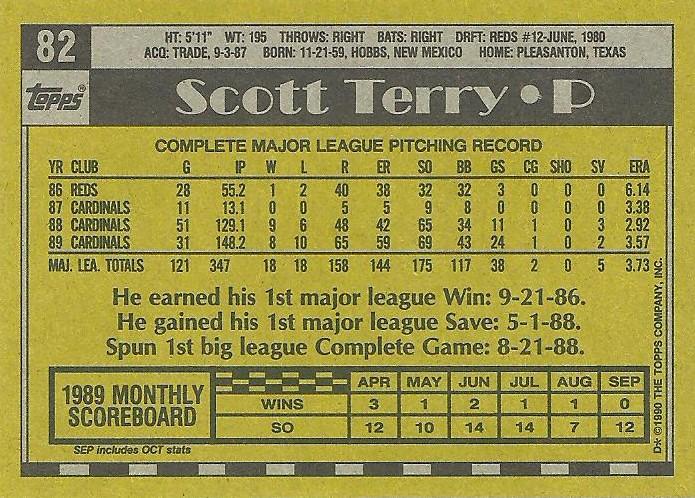 82
HT: 5'11" WT: 195 THROWS: RIGHT BATS: RIGHT DRFT: REDS #12-JUNE, 1980
ACQ: TRADE, 9-3-87 BORN: 11-21-59, HOBBS, NEW MEXICO HOME: PLEASANTON, TEXAS
Topps®
Scott Terry • P
COMPLETE MAJOR LEAGUE PITCHING RECORD
YR CLUB G IP W L R ER SO BB GS CG SHO SV ERA
86 REDS 28 55.2 1 2 40 38 32 32 3 0 0 0 6.14
87 CARDINALS 11 13.1 0 0 5 5 9 8 0 0 0 0 3.38
88 CARDINALS 51 129.1 9 6 48 42 65 34 11 1 0 3 2.92
89 CARDINALS 31 148.2 8 10 65 59 69 43 24 1 0 2 3.57
MAJ. LEA. TOTALS 121 347 18 18 158 144 175 117 38 2 0 5 3.73
He earned his 1st major league Win: 9-21-86.
He gained his 1st major league Save: 5-1-88.
Spun 1st big league Complete Game: 8-21-88.
1989 MONTHLY
SCOREBOARD
APR MAY JUN JUL AUG SEP
WINS 3 1 2 1 1 0
SO 12 10 14 14 7 12
SEP includes OCT stats
D* ©1990 THE TOPPS COMPANY, INC.